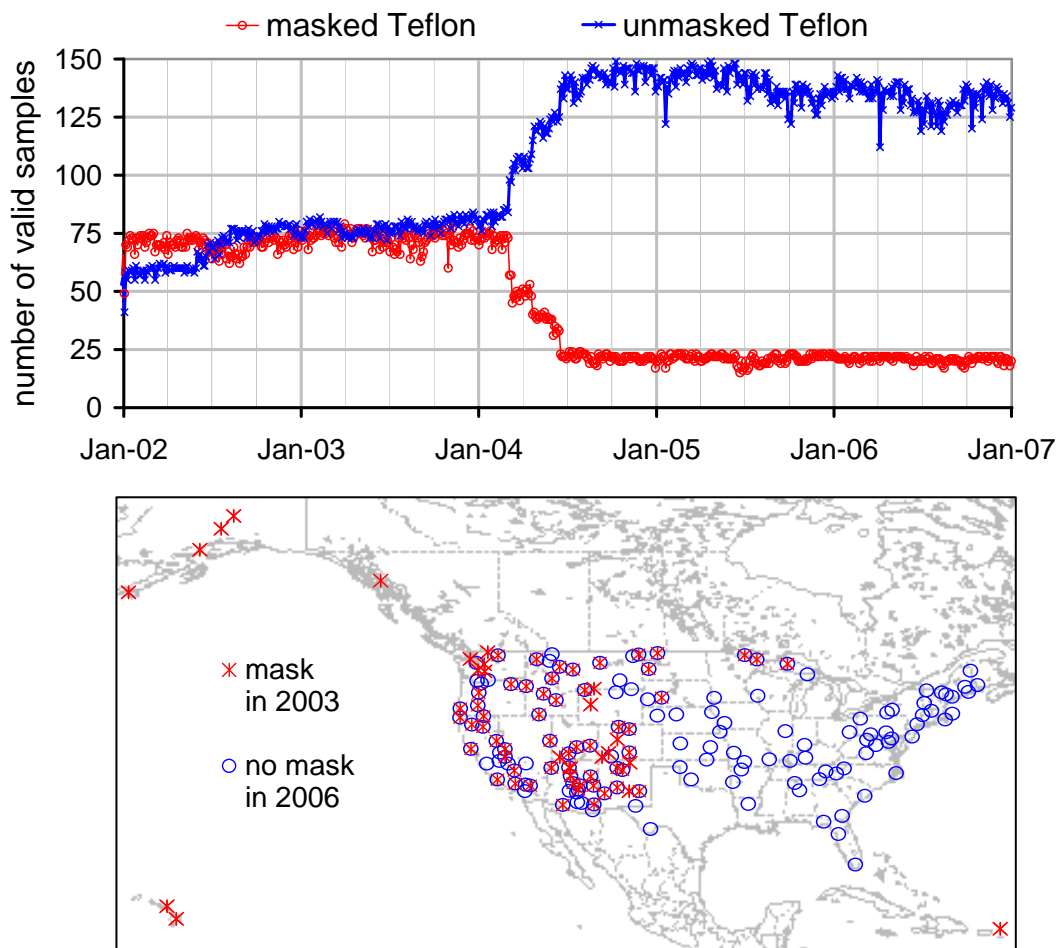 masked Teflon unmasked Teflon
number of valid samples
150
125
100
75
50
25
0
Jan-02 Jan-03 Jan-04 Jan-05 Jan-06 Jan-07
mask
in 2003
no mask
in 2006